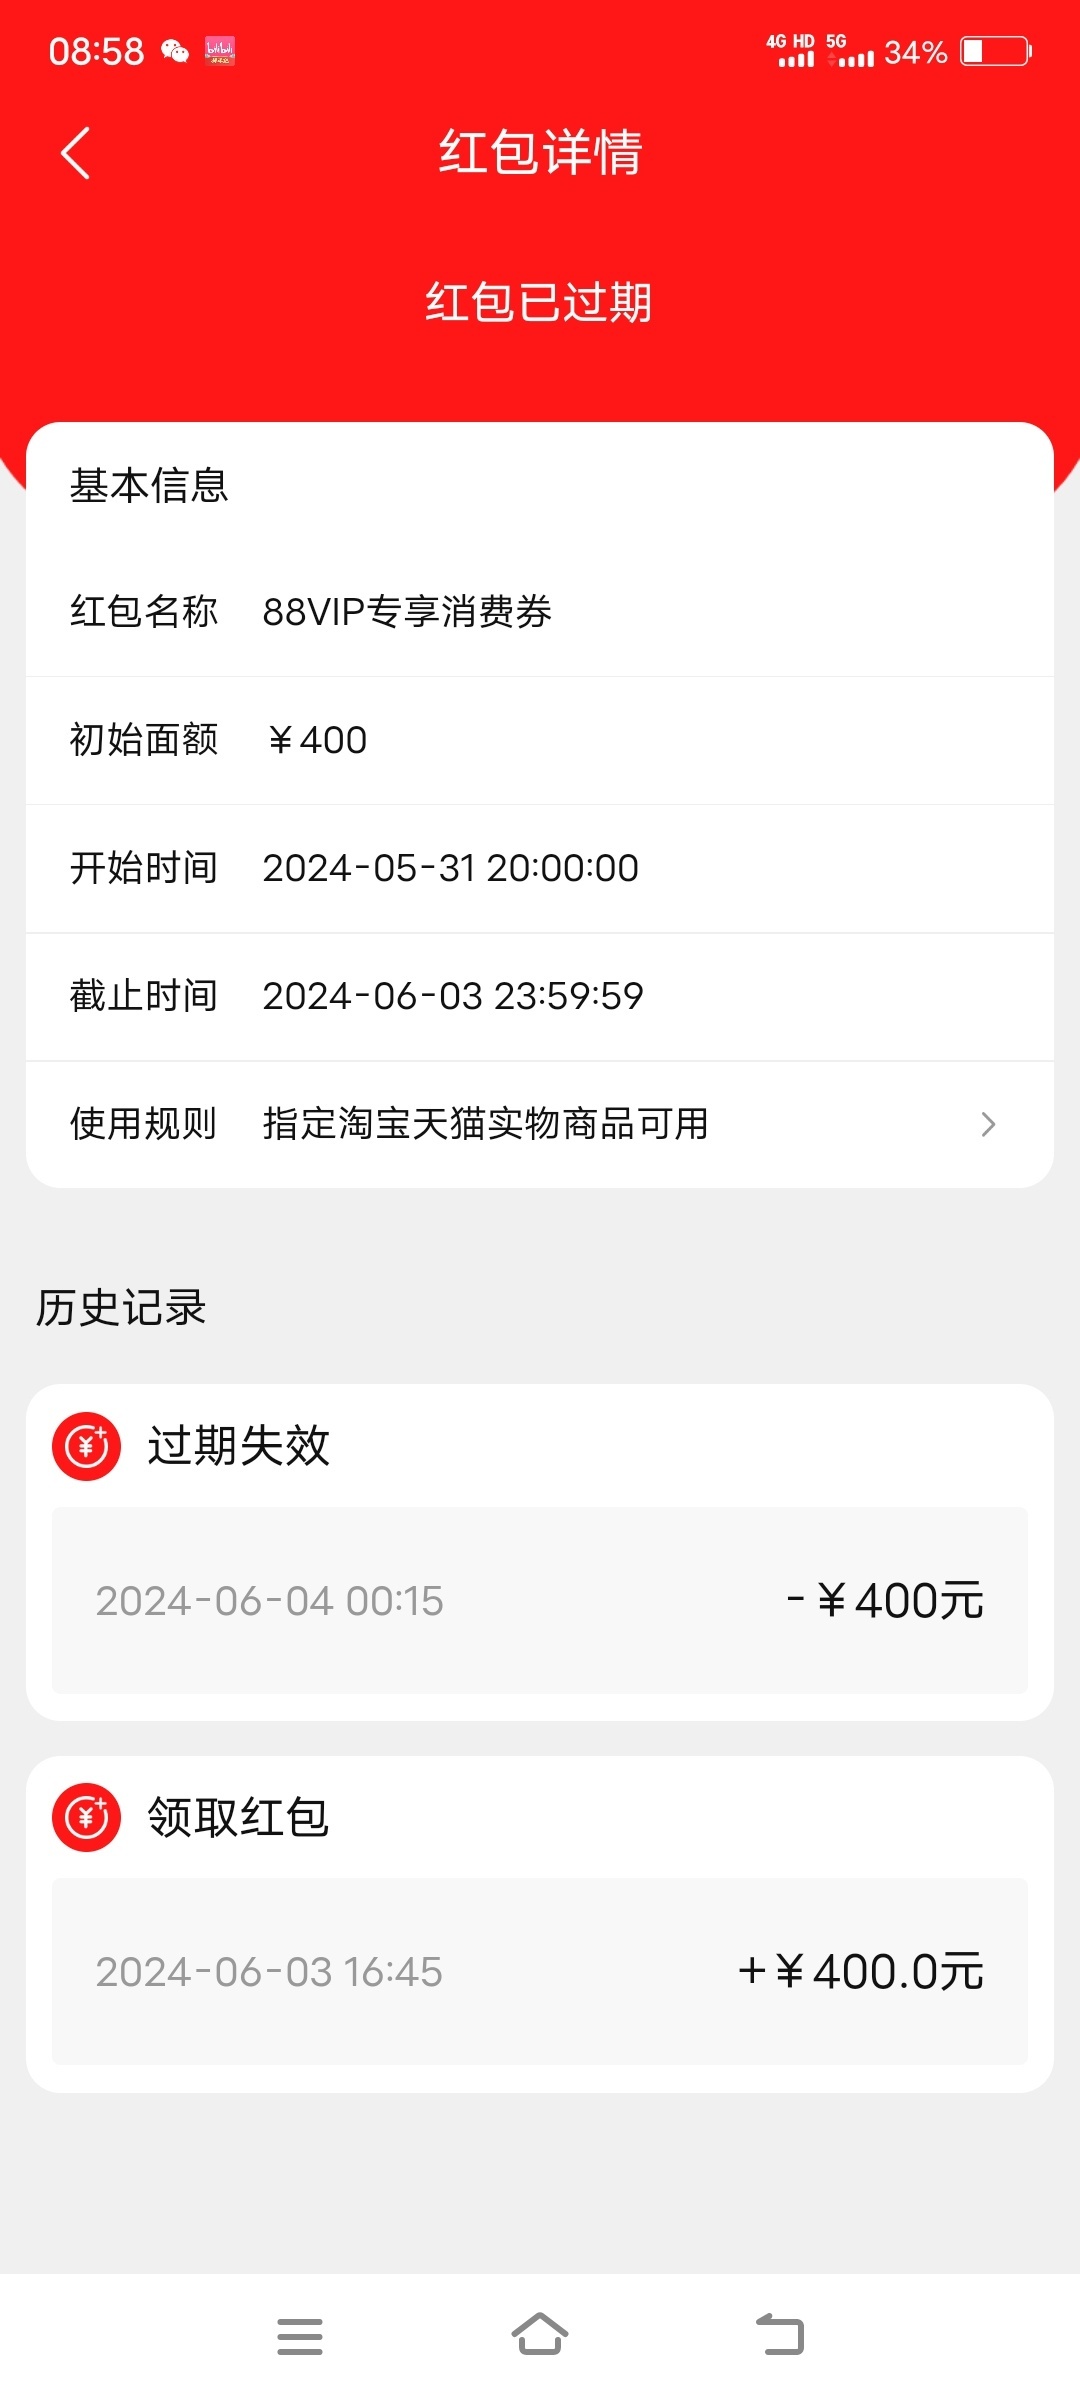 08:58
4G HD 5G 34%
红包详情
红包已过期
基本信息
红包名称 88VIP专享消费券
初始面额 ￥400
开始时间 2024-05-31 20:00:00
截止时间 2024-06-03 23:59:59
使用规则 指定淘宝天猫实物商品可用
历史记录
过期失效
2024-06-04 00:15 -￥400元
领取红包
2024-06-03 16:45 +￥400.0元